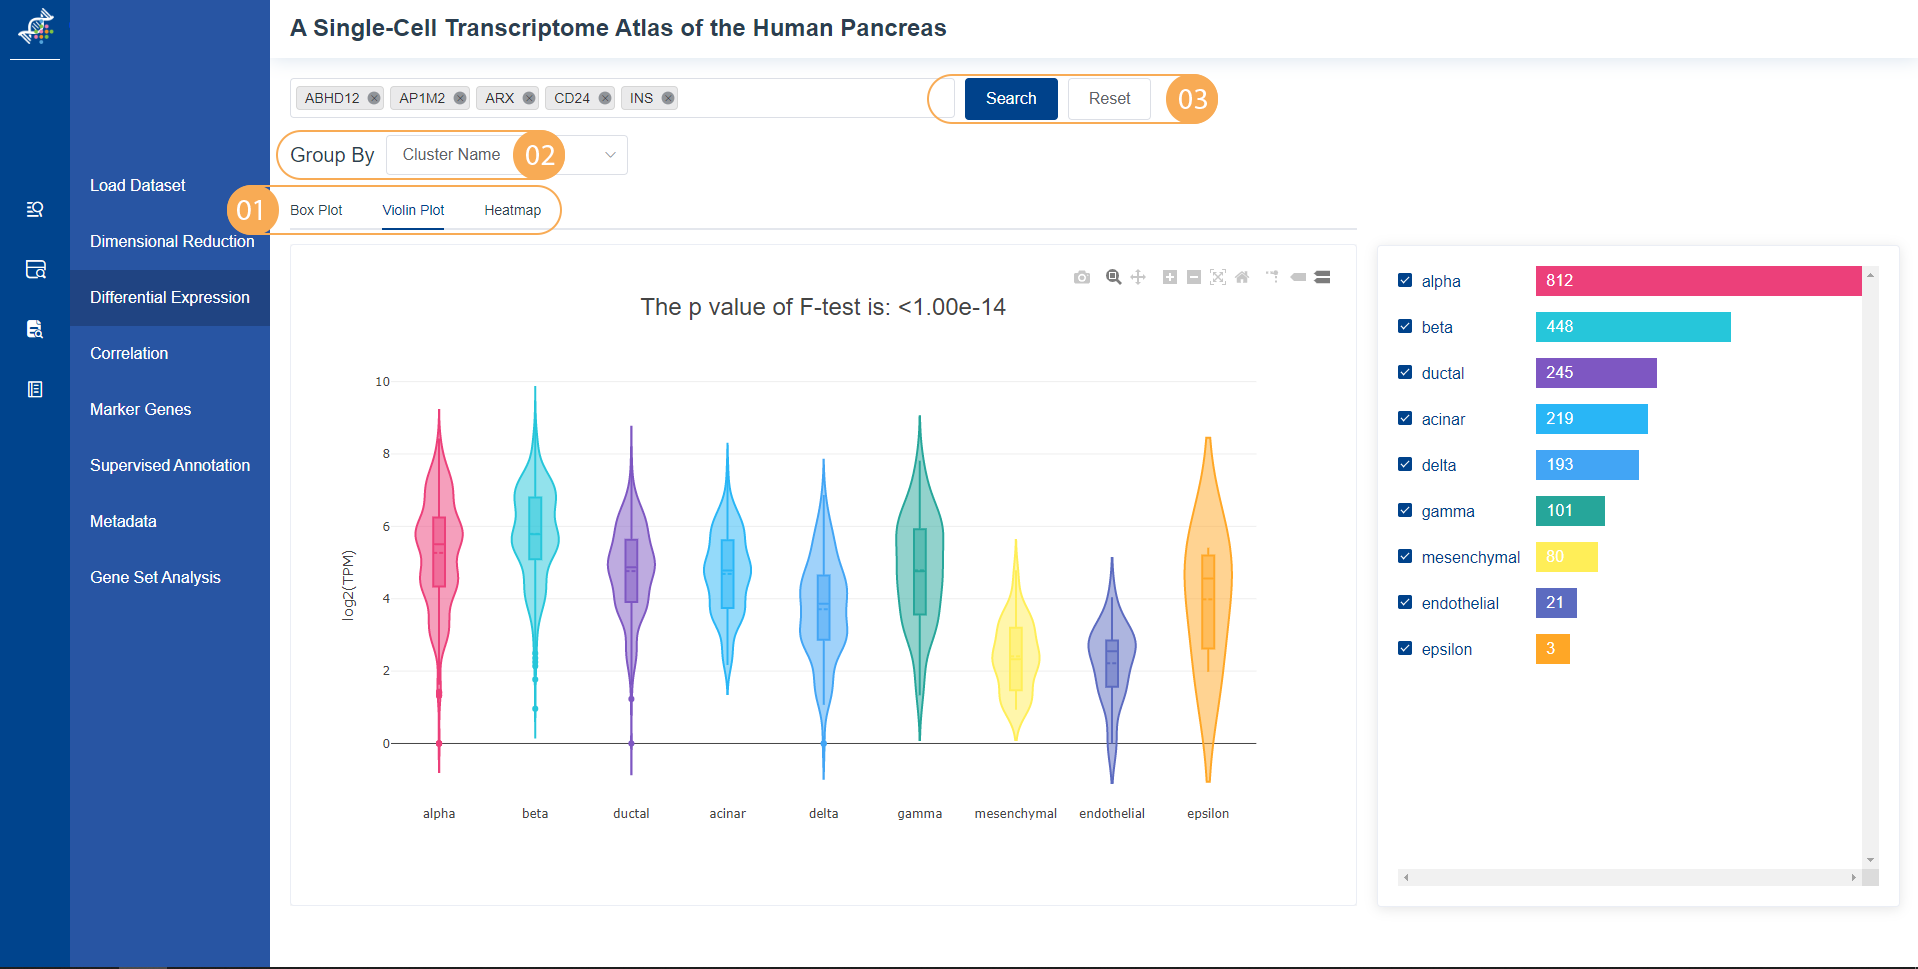 A Single-Cell Transcriptome Atlas of the Human Pancreas
ABHD12 AP1M2 ARX CD24 INS
Search Reset 03
Group By Cluster Name 02
01 Box Plot Violin Plot Heatmap
Load Dataset
Dimensional Reduction
Differential Expression
Correlation
Marker Genes
Supervised Annotation
Metadata
Gene Set Analysis
The p value of F-test is: <1.00e-14
10
8
6
4
2
0
log2(TPM)
alpha beta ductal acinar delta gamma mesenchymal endothelial epsilon
alpha 812
beta 448
ductal 245
acinar 219
delta 193
gamma 101
mesenchymal 80
endothelial 21
epsilon 3